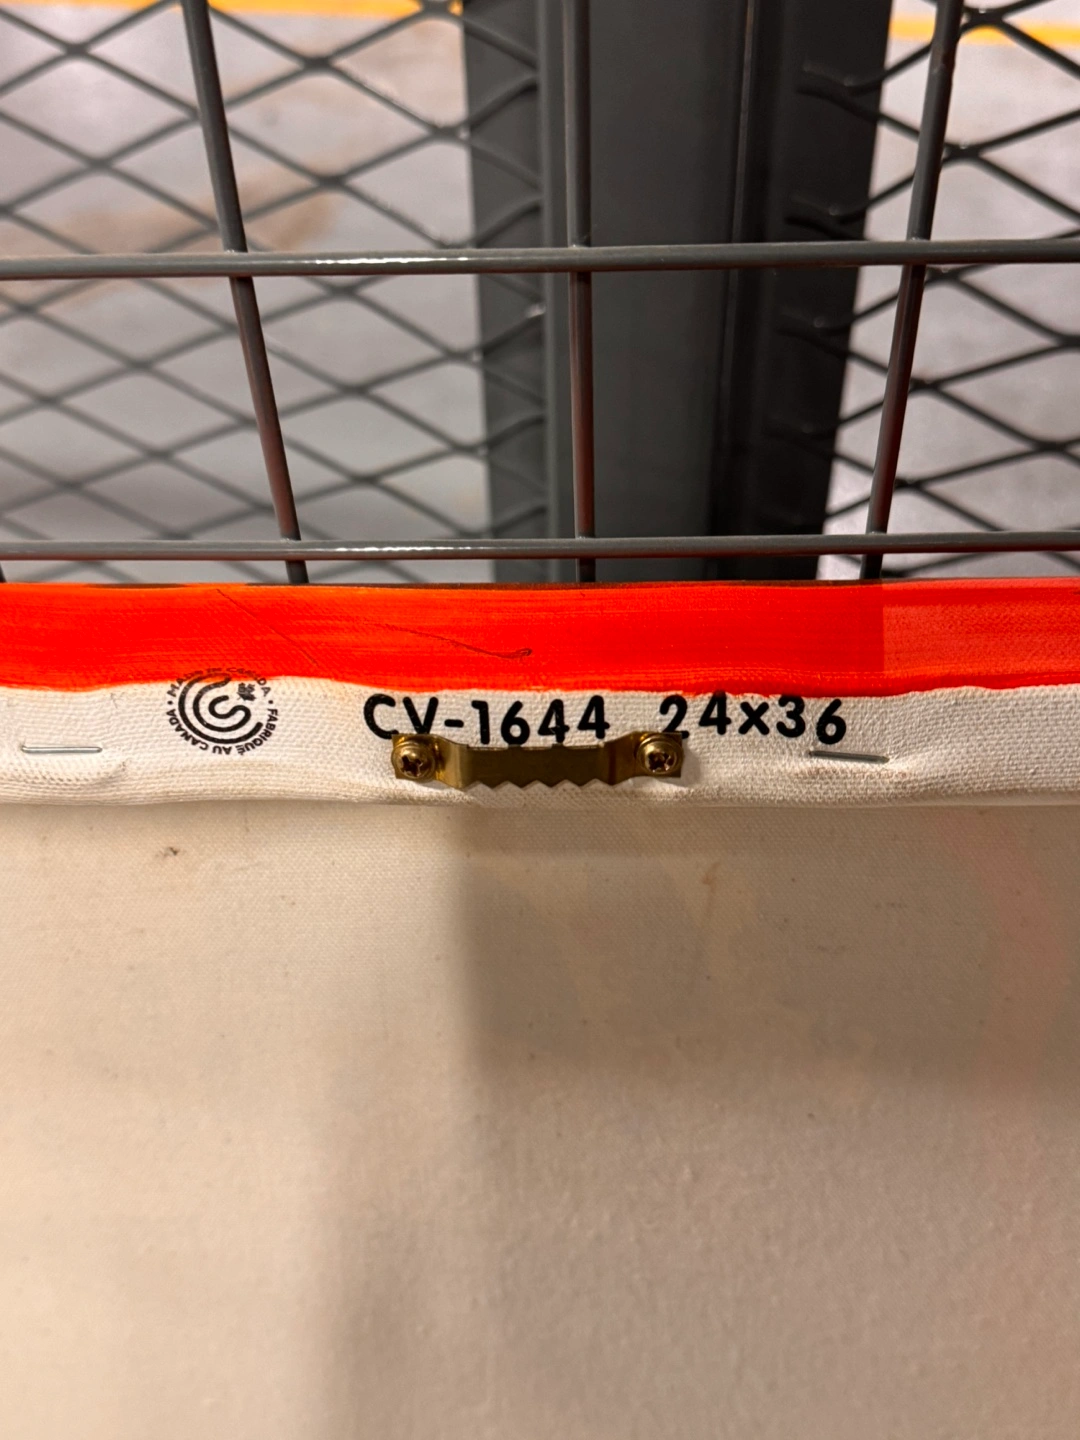 MADE IN CANADA • FABRIQUÉ AU CANADA •
CV-1644 24x36